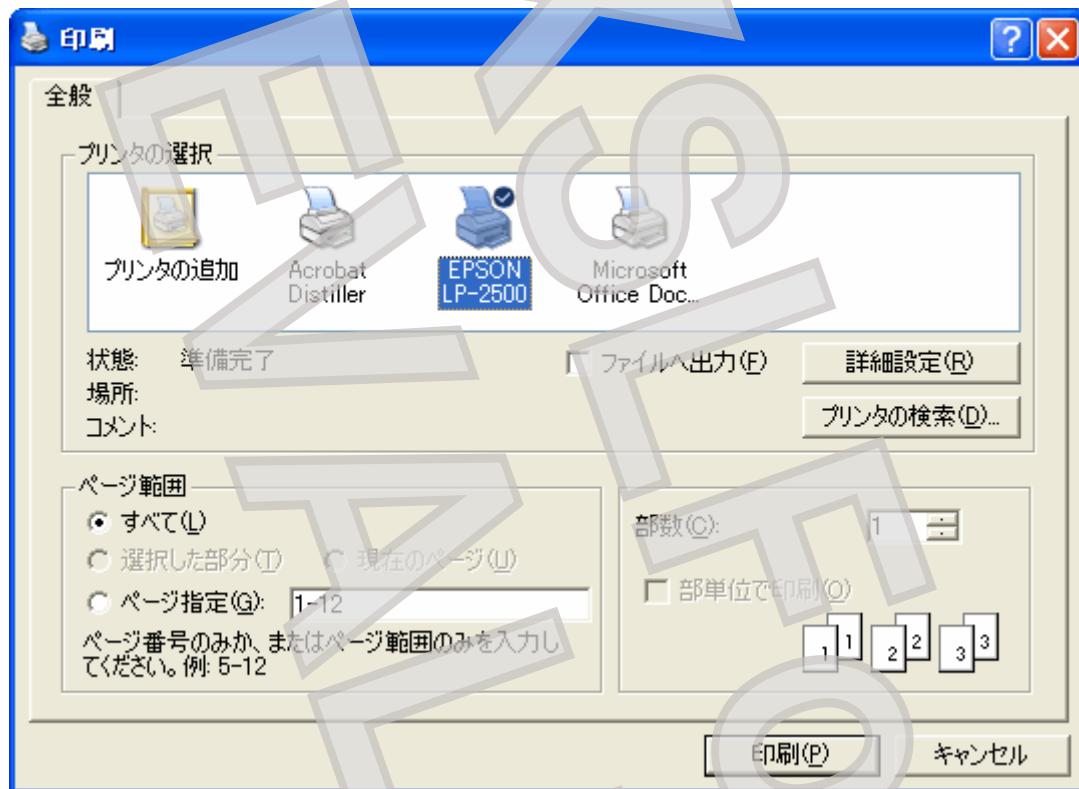 印刷
全般
プリンタの選択
プリンタの追加
Acrobat
Distiller
EPSON
LP-2500
Microsoft
Office Doc...
状態: 準備完了
ファイルへ出力(F)
詳細設定(R)
場所:
プリンタの検索(D)...
コメント:
ページ範囲
すべて(L)
選択した部分(T)
現在のページ(U)
ページ指定(G): 1-12
ページ番号のみか、またはページ範囲のみを入力し
てください。例: 5-12
部数(C): 1
部単位で印刷(O)
1 1 2 2 3 3
印刷(P)
キャンセル